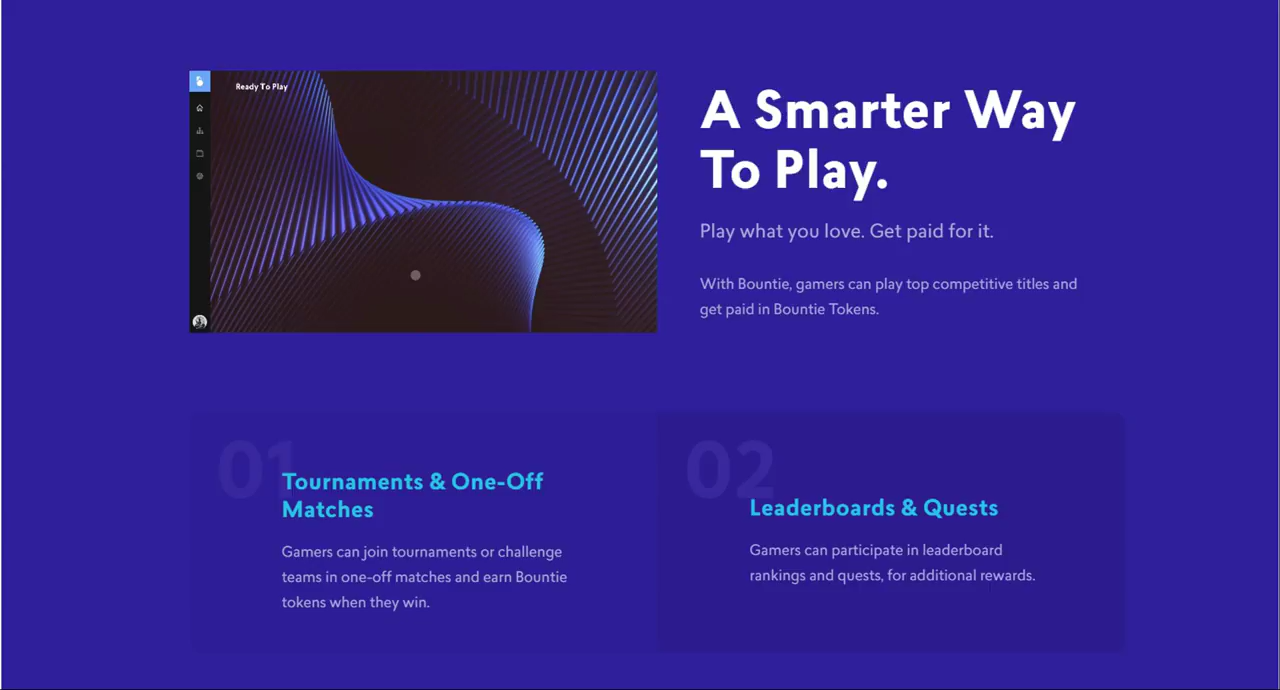 Ready To Play
A Smarter Way
To Play.
Play what you love. Get paid for it.
With Bountie, gamers can play top competitive titles and
get paid in Bountie Tokens.
01
Tournaments & One-Off
Matches
Gamers can join tournaments or challenge
teams in one-off matches and earn Bountie
tokens when they win.
02
Leaderboards & Quests
Gamers can participate in leaderboard
rankings and quests, for additional rewards.